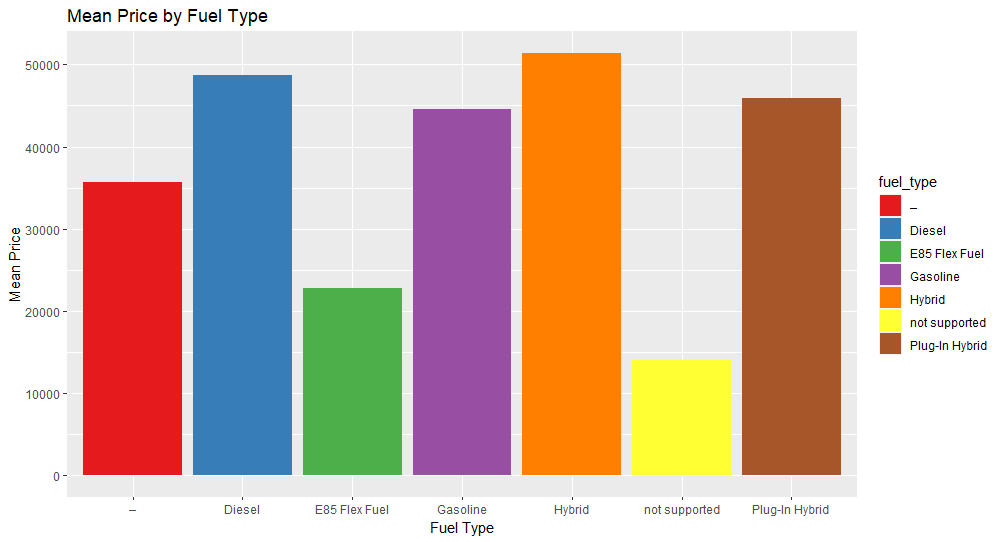 Mean Price by Fuel Type
Mean Price
50000
40000
30000
20000
10000
0
– Diesel E85 Flex Fuel Gasoline Hybrid not supported Plug-In Hybrid
Fuel Type
fuel_type
–
Diesel
E85 Flex Fuel
Gasoline
Hybrid
not supported
Plug-In Hybrid